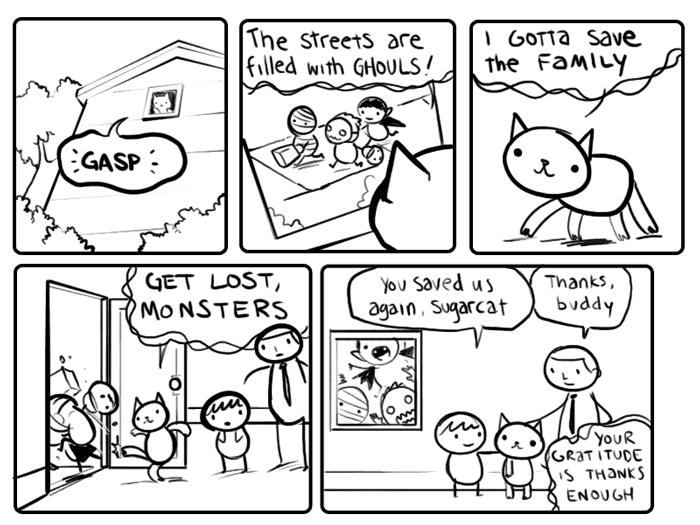 GASP
The streets are
filled with GHOULS!
I GOTTA save
the FAMILY
GET LOST,
MONSTERS
You saved us
again, Sugarcat
Thanks,
buddy
YOUR
GRATITUDE
IS THANKS
ENOUGH